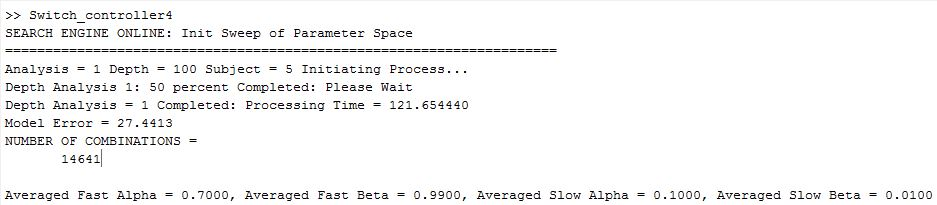 >> Switch_controller4
SEARCH ENGINE ONLINE: Init Sweep of Parameter Space
=====================================================================
Analysis = 1 Depth = 100 Subject = 5 Initiating Process...
Depth Analysis 1: 50 percent Completed: Please Wait
Depth Analysis = 1 Completed: Processing Time = 121.654440
Model Error = 27.4413
NUMBER OF COMBINATIONS =
14641
Averaged Fast Alpha = 0.7000, Averaged Fast Beta = 0.9900, Averaged Slow Alpha = 0.1000, Averaged Slow Beta = 0.0100